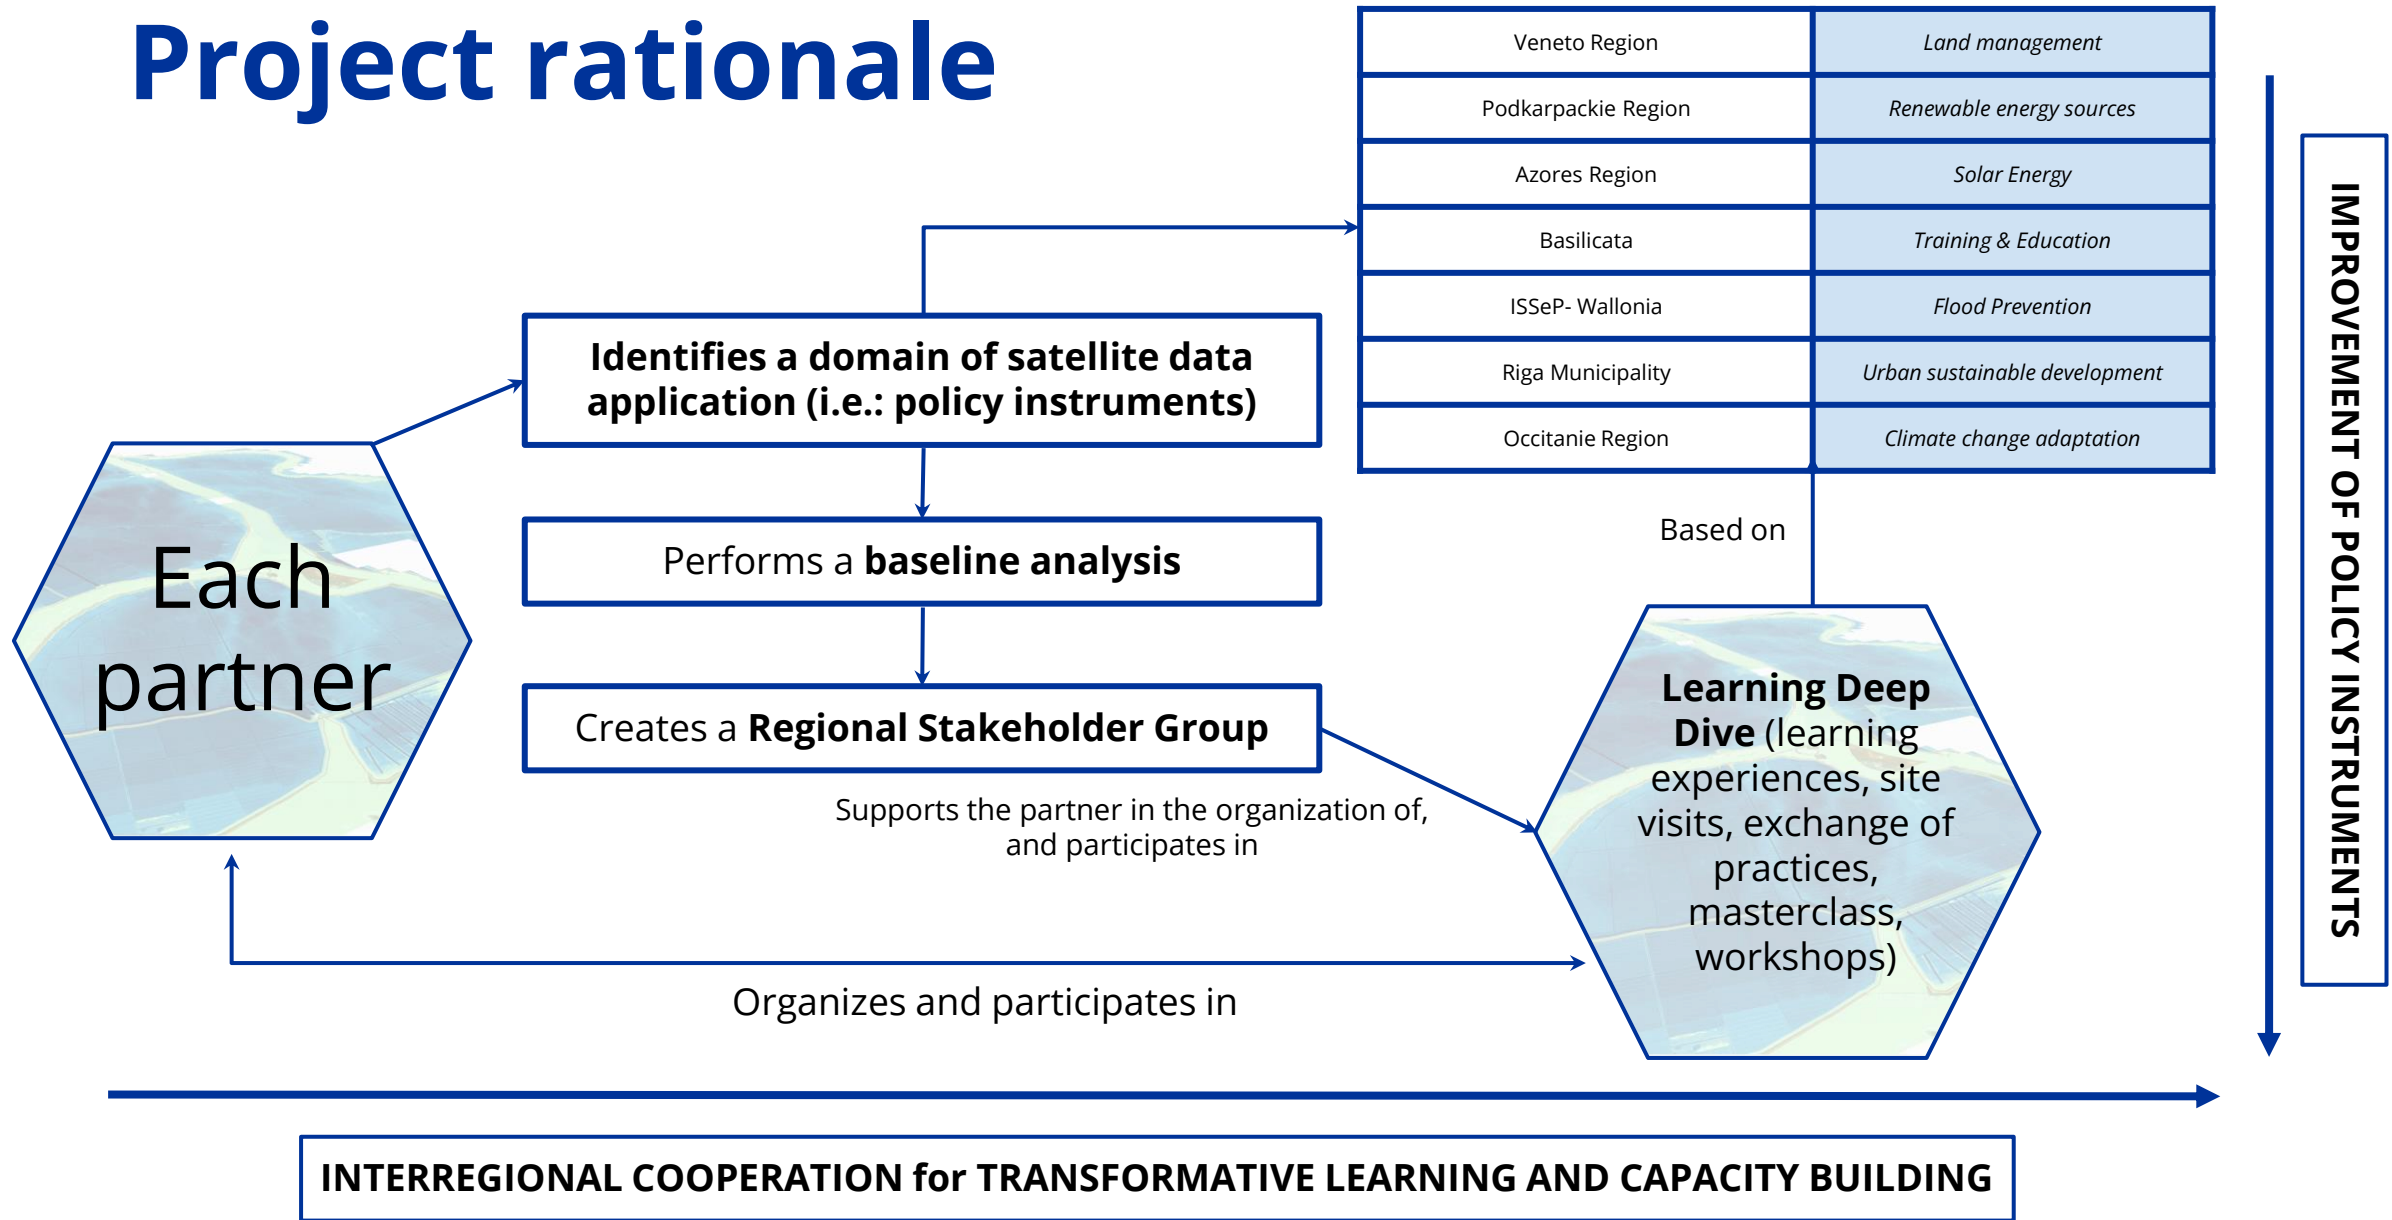 Project rationale
Veneto Region
Land management
Podkarpackie Region
Renewable energy sources
Azores Region
Solar Energy
Basilicata
Training & Education
ISSeP- Wallonia
Flood Prevention
Riga Municipality
Urban sustainable development
Occitanie Region
Climate change adaptation
Identifies a domain of satellite data
application (i.e.: policy instruments)
Performs a baseline analysis
Creates a Regional Stakeholder Group
Each
partner
Supports the partner in the organization of,
and participates in
Based on
Learning Deep
Dive (learning
experiences, site
visits, exchange of
practices,
masterclass,
workshops)
Organizes and participates in
IMPROVEMENT OF POLICY INSTRUMENTS
INTERREGIONAL COOPERATION for TRANSFORMATIVE LEARNING AND CAPACITY BUILDING